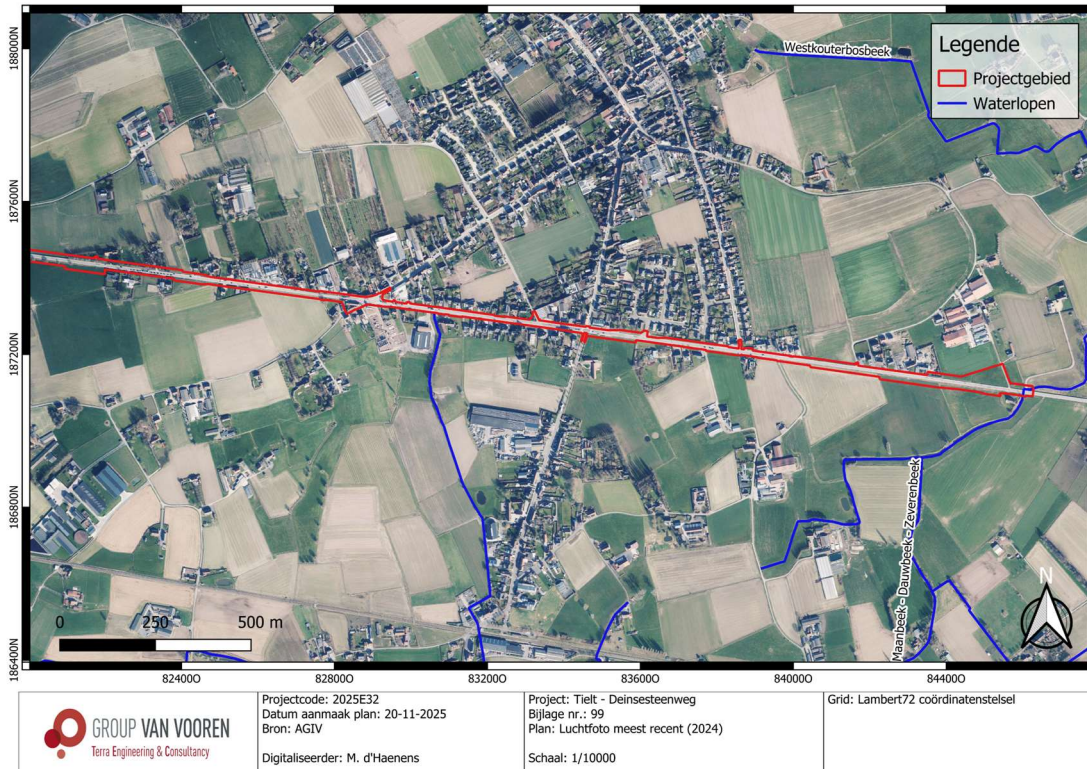 Legende
Projectgebied
Waterlopen
Westkouterbosbeek
Maanbeek - Dauwbeek - Zeverenbeek
188000N
187600N
187200N
186800N
186400N
N
0 250 500 m
824000 828000 832000 836000 840000 844000
GROUP VAN VOOREN
Terra Engineering & Consultancy
Projectcode: 2025E32
Datum aanmaak plan: 20-11-2025
Bron: AGIV
Digitaliseerder: M. d'Haenens
Project: Tielt - Deinsesteenweg
Bijlage nr.: 99
Plan: Luchtfoto meest recent (2024)
Schaal: 1/10000
Grid: Lambert72 coördinatenstelsel